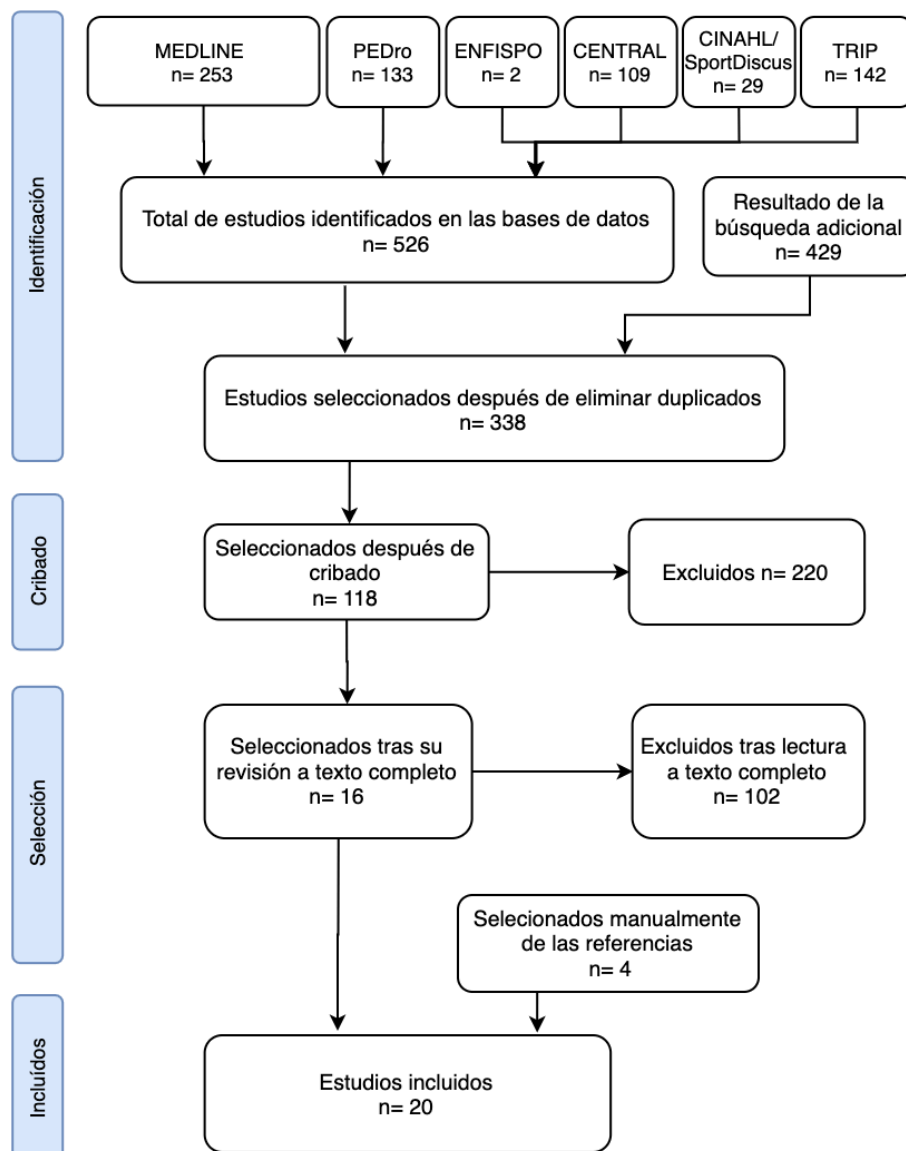 MEDLINE
n= 253
PEDro
n= 133
ENFISPO
n= 2
CENTRAL
n= 109
CINAHL/
SportDiscus
n= 29
TRIP
n= 142
Identificación
Total de estudios identificados en las bases de datos
n= 526
Resultado de la
búsqueda adicional
n= 429
Estudios seleccionados después de eliminar duplicados
n= 338
Cribado
Seleccionados después de
cribado
n= 118
Excluidos n= 220
Selección
Seleccionados tras su
revisión a texto completo
n= 16
Excluidos tras lectura
a texto completo
n= 102
Selecionados manualmente
de las referencias
n= 4
Incluídos
Estudios incluidos
n= 20